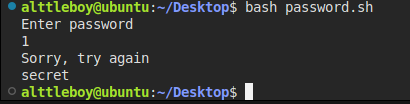 alttleboy@ubuntu:~/Desktop$ bash password.sh
Enter password
1
Sorry, try again
secret
alttleboy@ubuntu:~/Desktop$